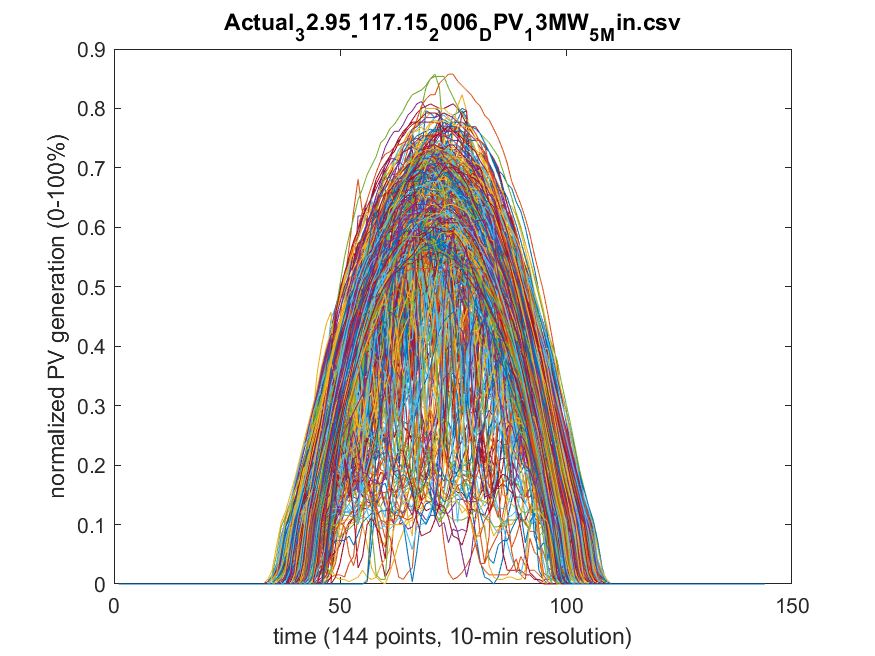 Actual_32.95_-117.15_2006_DPV_13MW_5Min.csv
0.9
0.8
0.7
0.6
0.5
0.4
0.3
0.2
0.1
0
normalized PV generation (0-100%)
0 50 100 150
time (144 points, 10-min resolution)